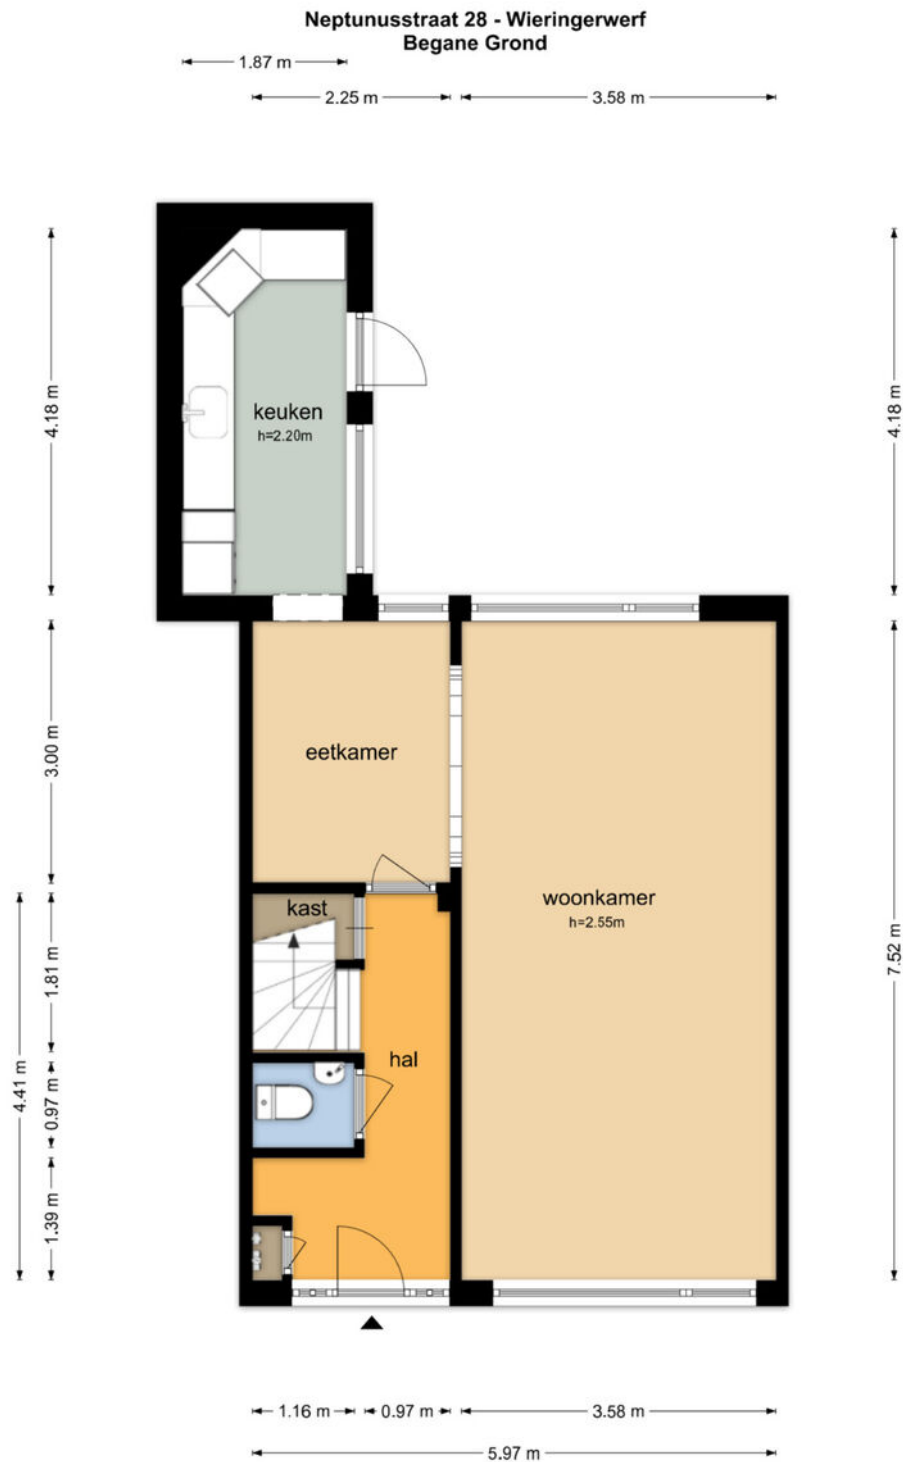 Neptunusstraat 28 - Wieringerwerf
Begane Grond
1.87 m
2.25 m
3.58 m
4.18 m
4.18 m
keuken
h=2.20m
3.00 m
eetkamer
kast
woonkamer
h=2.55m
7.52 m
1.81 m
4.41 m
hal
0.97 m
1.39 m
1.16 m
0.97 m
3.58 m
5.97 m